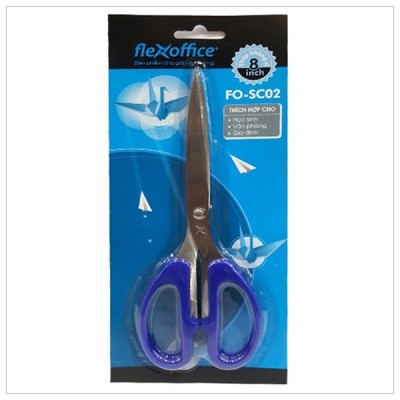 flexoffice®
8
inch
FO-SC02
THÍCH HỢP CHO
• Học sinh
• Văn phòng
• Gia đình